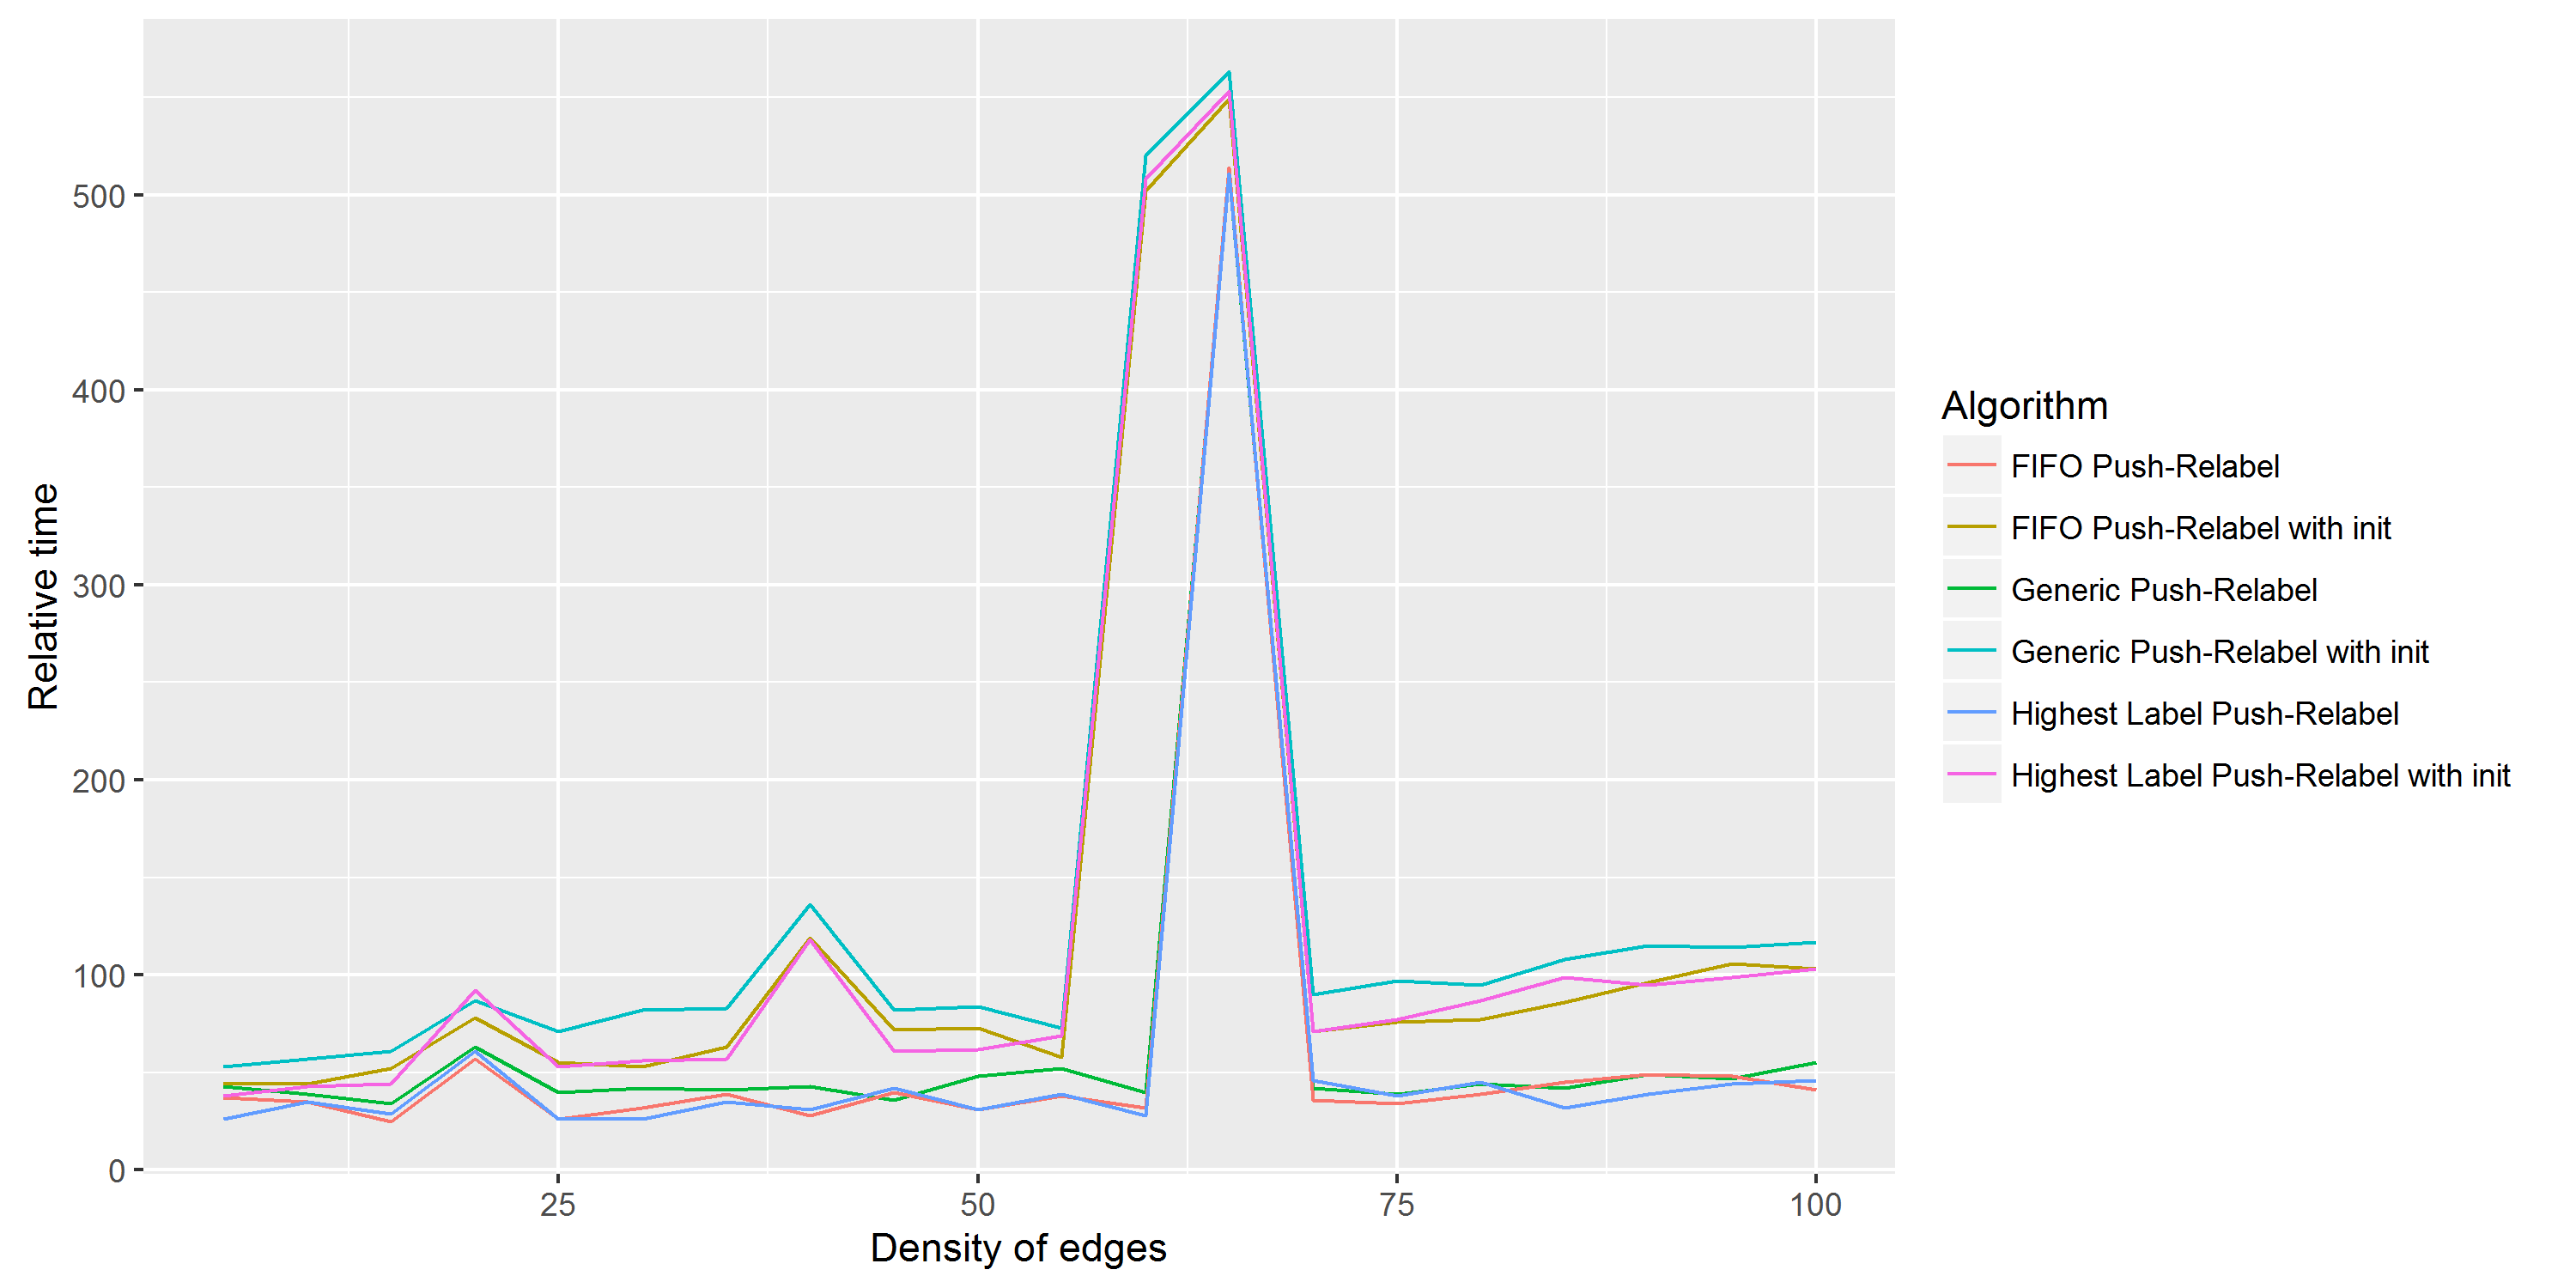 Relative time
500
400
300
200
100
0
25
50
75
100
Density of edges
Algorithm
FIFO Push-Relabel
FIFO Push-Relabel with init
Generic Push-Relabel
Generic Push-Relabel with init
Highest Label Push-Relabel
Highest Label Push-Relabel with init